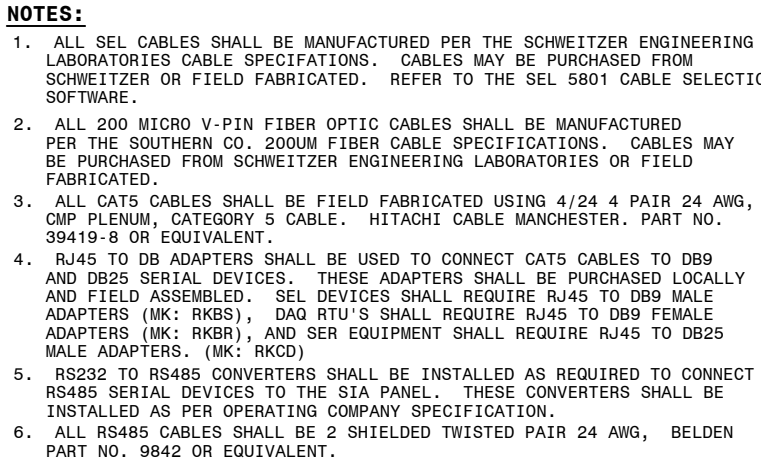 NOTES:
1. ALL SEL CABLES SHALL BE MANUFACTURED PER THE SCHWEITZER ENGINEERING
LABORATORIES CABLE SPECIFATIONS. CABLES MAY BE PURCHASED FROM
SCHWEITZER OR FIELD FABRICATED. REFER TO THE SEL 5801 CABLE SELECTIO
SOFTWARE.
2. ALL 200 MICRO V-PIN FIBER OPTIC CABLES SHALL BE MANUFACTURED
PER THE SOUTHERN CO. 200UM FIBER CABLE SPECIFICATIONS. CABLES MAY
BE PURCHASED FROM SCHWEITZER ENGINEERING LABORATORIES OR FIELD
FABRICATED.
3. ALL CAT5 CABLES SHALL BE FIELD FABRICATED USING 4/24 4 PAIR 24 AWG,
CMP PLENUM, CATEGORY 5 CABLE. HITACHI CABLE MANCHESTER. PART NO.
39419-8 OR EQUIVALENT.
4. RJ45 TO DB ADAPTERS SHALL BE USED TO CONNECT CAT5 CABLES TO DB9
AND DB25 SERIAL DEVICES. THESE ADAPTERS SHALL BE PURCHASED LOCALLY
AND FIELD ASSEMBLED. SEL DEVICES SHALL REQUIRE RJ45 TO DB9 MALE
ADAPTERS (MK: RKBS), DAQ RTU'S SHALL REQUIRE RJ45 TO DB9 FEMALE
ADAPTERS (MK: RKBR), AND SER EQUIPMENT SHALL REQUIRE RJ45 TO DB25
MALE ADAPTERS. (MK: RKCD)
5. RS232 TO RS485 CONVERTERS SHALL BE INSTALLED AS REQUIRED TO CONNECT
RS485 SERIAL DEVICES TO THE SIA PANEL. THESE CONVERTERS SHALL BE
INSTALLED AS PER OPERATING COMPANY SPECIFICATION.
6. ALL RS485 CABLES SHALL BE 2 SHIELDED TWISTED PAIR 24 AWG, BELDEN
PART NO. 9842 OR EQUIVALENT.